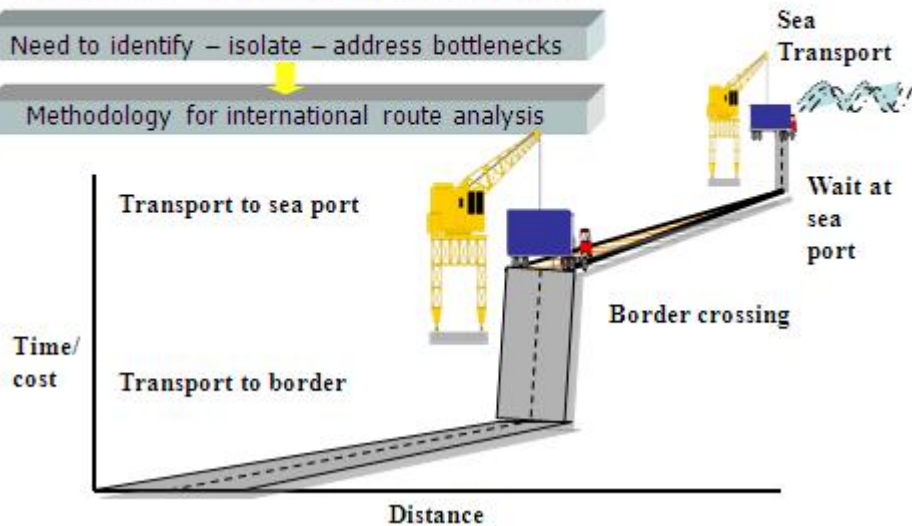 Need to identify – isolate – address bottlenecks
Methodology for international route analysis
Sea
Transport
Transport to sea port
Wait at
sea
port
Border crossing
Time/
cost
Transport to border
Distance